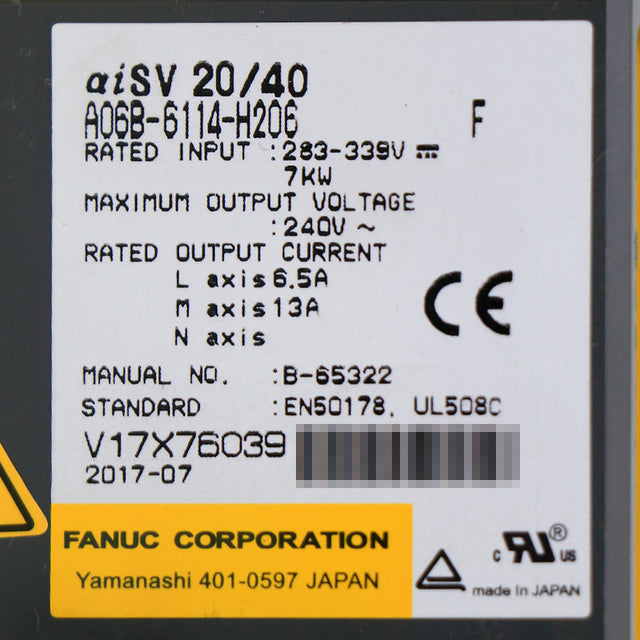 αiSV 20/40
A06B-6114-H206 F
RATED INPUT :283-339V ⎓
7KW
MAXIMUM OUTPUT VOLTAGE
:240V ~
RATED OUTPUT CURRENT
L axis 6.5A
M axis 13A
N axis
CE
MANUAL NO. :B-65322
STANDARD :EN50178, UL508C
V17X76039
2017-07
FANUC CORPORATION
Yamanashi 401-0597 JAPAN
c RU ® US
made In JAPAN